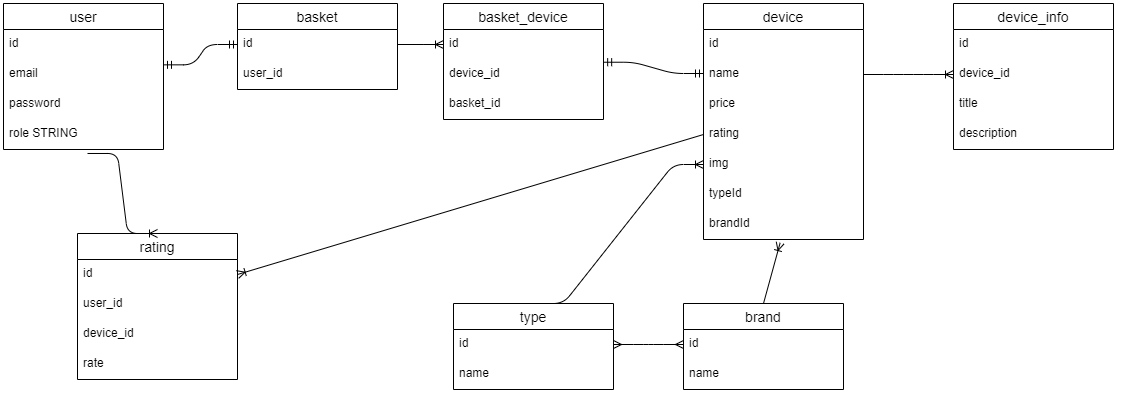 user
id
email
password
role STRING
basket
id
user_id
basket_device
id
device_id
basket_id
device
id
name
price
rating
img
typeId
brandId
device_info
id
device_id
title
description
rating
id
user_id
device_id
rate
type
id
name
brand
id
name